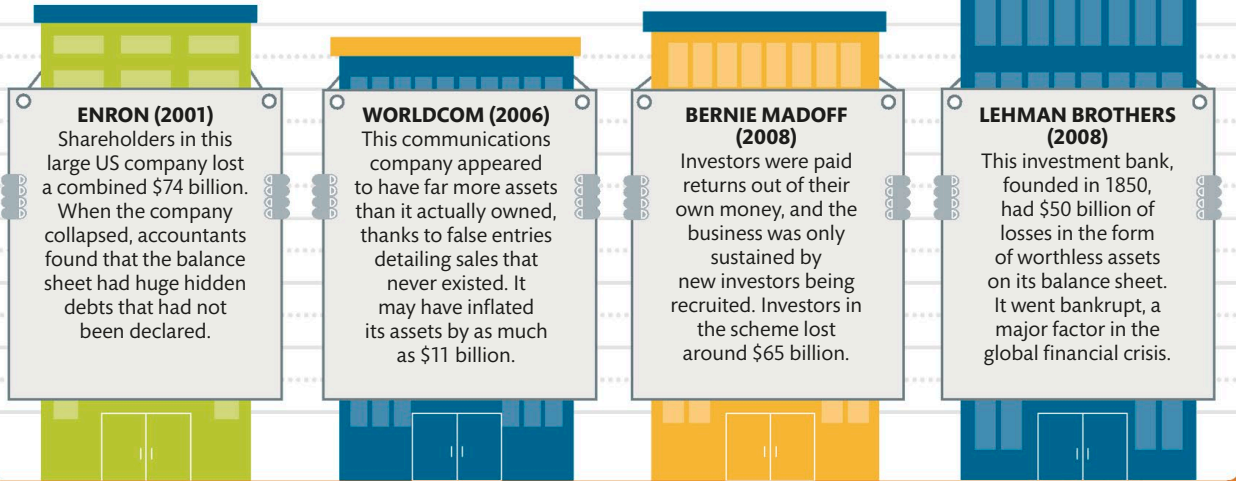 ENRON (2001)
Shareholders in this
large US company lost
a combined $74 billion.
When the company
collapsed, accountants
found that the balance
sheet had huge hidden
debts that had not
been declared.
WORLDCOM (2006)
This communications
company appeared
to have far more assets
than it actually owned,
thanks to false entries
detailing sales that
never existed. It
may have inflated
its assets by as much
as $11 billion.
BERNIE MADOFF
(2008)
Investors were paid
returns out of their
own money, and the
business was only
sustained by
new investors being
recruited. Investors in
the scheme lost
around $65 billion.
LEHMAN BROTHERS
(2008)
This investment bank,
founded in 1850,
had $50 billion of
losses in the form
of worthless assets
on its balance sheet.
It went bankrupt, a
major factor in the
global financial crisis.